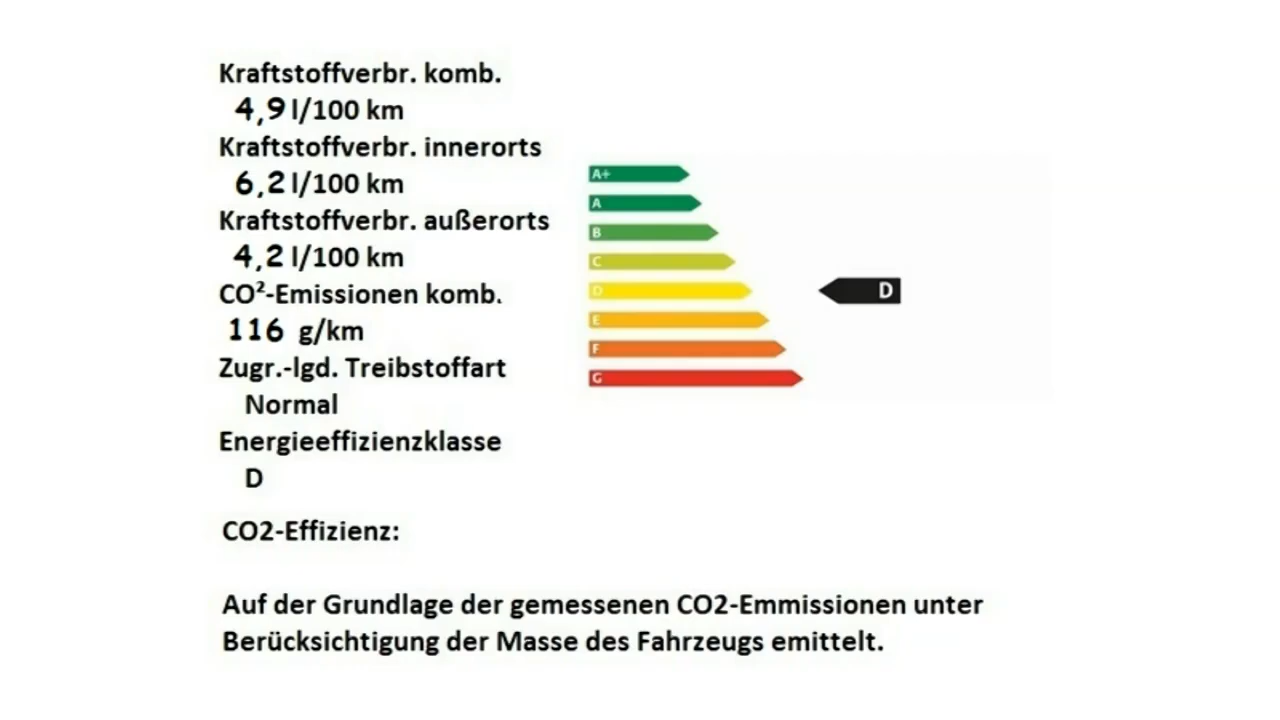 Kraftstoffverbr. komb.
4,9 l/100 km
Kraftstoffverbr. innerorts
6,2 l/100 km
Kraftstoffverbr. außerorts
4,2 l/100 km
CO²-Emissionen komb.
116 g/km
Zugr.-lgd. Treibstoffart
Normal
Energieeffizienzklasse
D
A+
A
B
C
D
E
F
G
D
CO2-Effizienz:
Auf der Grundlage der gemessenen CO2-Emmissionen unter
Berücksichtigung der Masse des Fahrzeugs emittelt.